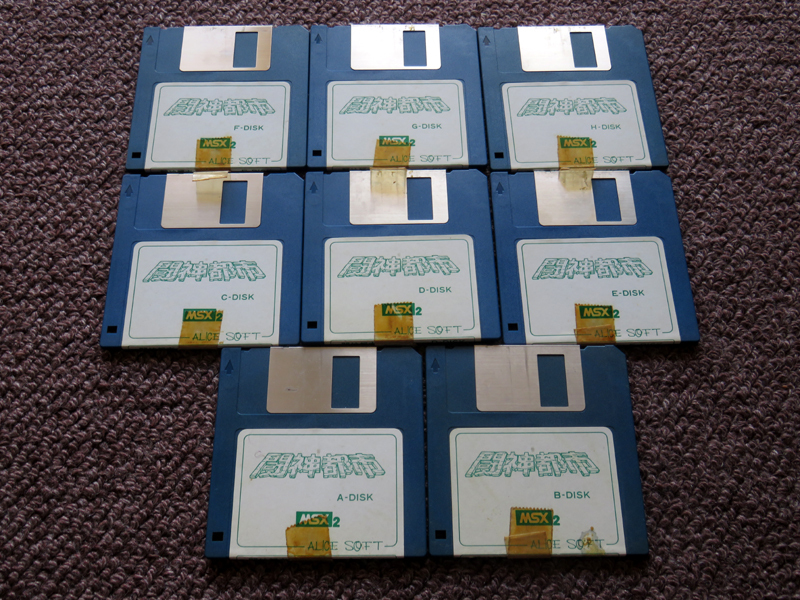 闘神都市
F-DISK
MSX2
ALICE SOFT
闘神都市
G-DISK
MSX2
ALICE SOFT
闘神都市
H-DISK
MSX2
ALICE SOFT
闘神都市
C-DISK
MSX2
ALICE SOFT
闘神都市
D-DISK
MSX2
ALICE SOFT
闘神都市
E-DISK
MSX2
ALICE SOFT
闘神都市
A-DISK
MSX2
ALICE SOFT
闘神都市
B-DISK
MSX2
ALICE SOFT